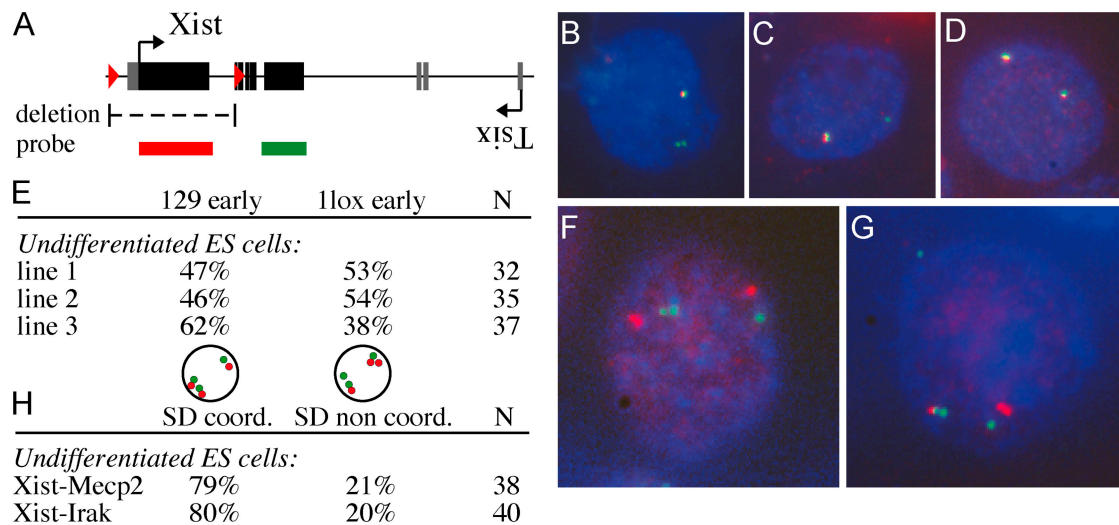 A
Xist
deletion
probe
Tsix
B
C
D
E
129 early 1lox early N
Undifferentiated ES cells:
line 1 47% 53% 32
line 2 46% 54% 35
line 3 62% 38% 37
F
G
H
SD coord. SD non coord. N
Undifferentiated ES cells:
Xist-Mecp2 79% 21% 38
Xist-Irak 80% 20% 40